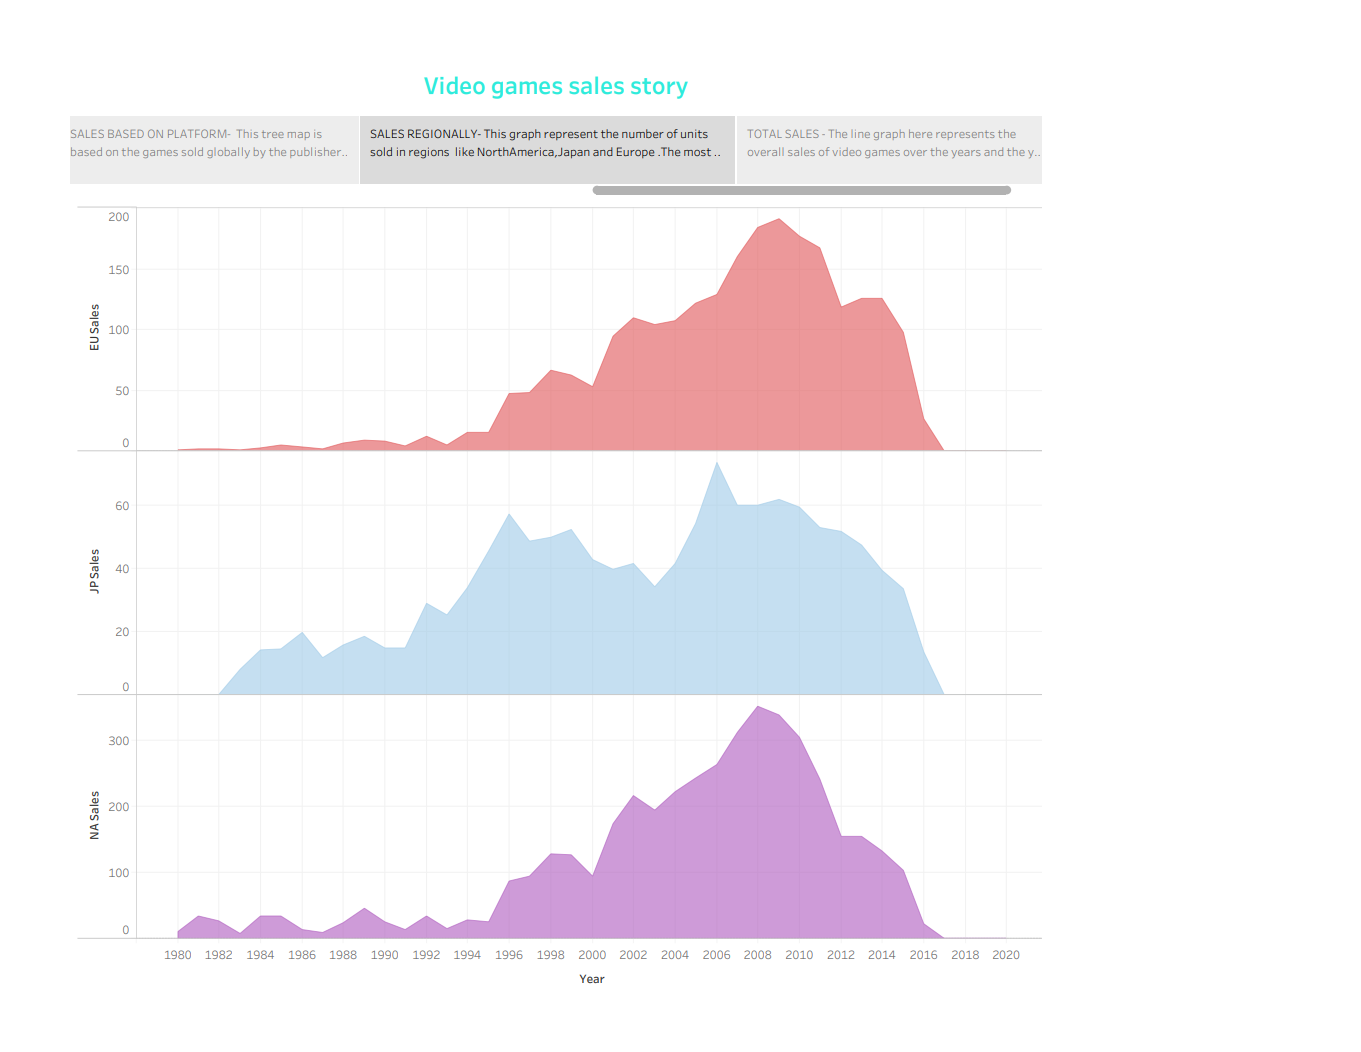 Video games sales story
SALES BASED ON PLATFORM- This tree map is
based on the games sold globally by the publisher..
SALES REGIONALLY- This graph represent the number of units
sold in regions like NorthAmerica,Japan and Europe .The most ..
TOTAL SALES - The line graph here represents the
overall sales of video games over the years and the y..
200
150
100
50
0
EU Sales
60
40
20
0
JP Sales
300
200
100
0
NA Sales
1980 1982 1984 1986 1988 1990 1992 1994 1996 1998 2000 2002 2004 2006 2008 2010 2012 2014 2016 2018 2020
Year